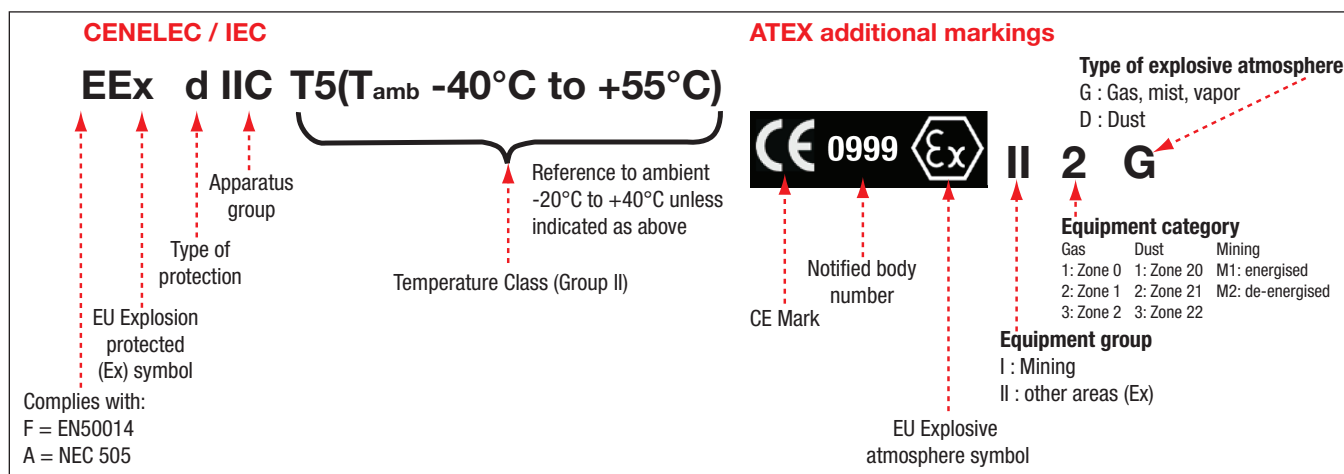 CENELEC / IEC
EEx d IIC T5(Tamb -40°C to +55°C)
Reference to ambient
-20°C to +40°C unless
indicated as above
Apparatus
group
Type of
protection
Temperature Class (Group II)
EU Explosion
protected
(Ex) symbol
Complies with:
F = EN50014
A = NEC 505
ATEX additional markings
Type of explosive atmosphere
G : Gas, mist, vapor
D : Dust
CE 0999 Ex II 2 G
Equipment category
Gas Dust Mining
1: Zone 0 1: Zone 20 M1: energised
2: Zone 1 2: Zone 21 M2: de-energised
3: Zone 2 3: Zone 22
Notified body
number
CE Mark
Equipment group
I : Mining
II : other areas (Ex)
EU Explosive
atmosphere symbol